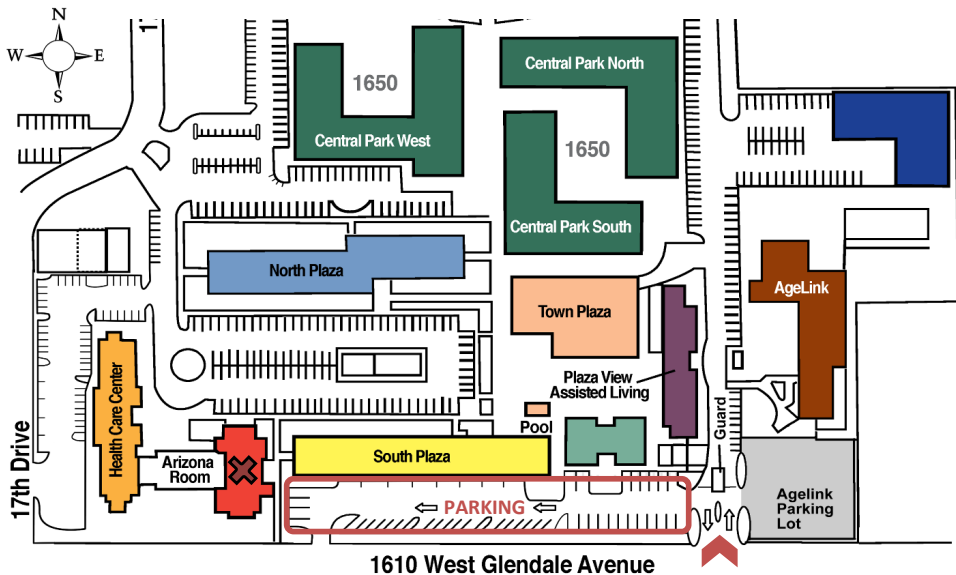 N
W E
S
1
1650
Central Park North
Central Park West
1650
Central Park South
North Plaza
AgeLink
Town Plaza
Plaza View
Assisted Living
Health Care Center
Pool
Guard
17th Drive
Arizona
Room
South Plaza
PARKING
Agelink
Parking
Lot
1610 West Glendale Avenue